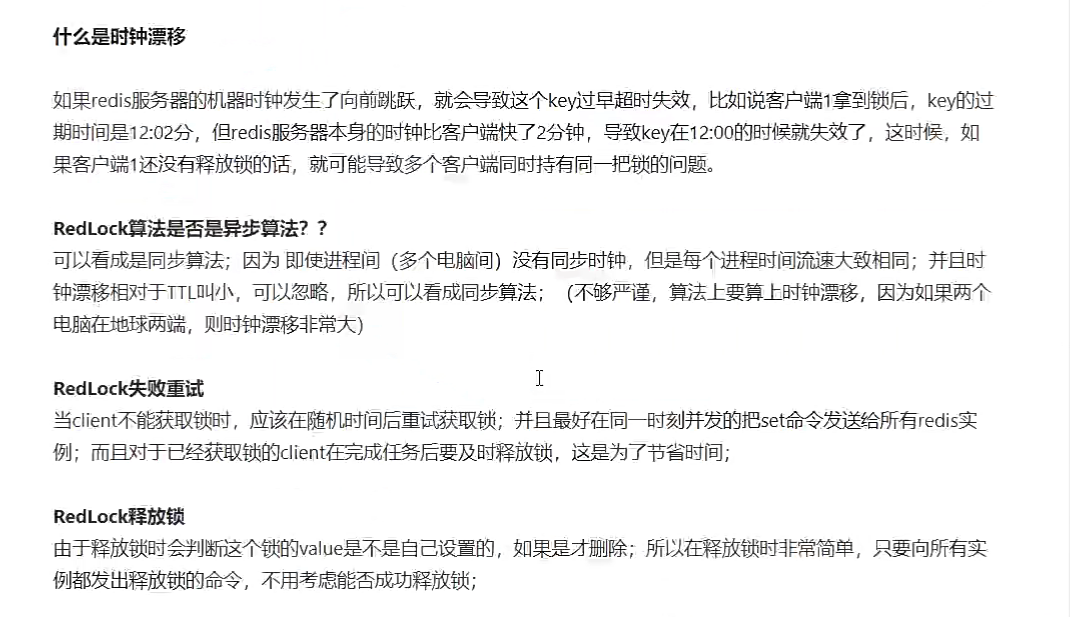 什么是时钟漂移
如果redis服务器的机器时钟发生了向前跳跃，就会导致这个key过早超时失效，比如说客户端1拿到锁后，key的过
期时间是12:02分，但redis服务器本身的时钟比客户端快了2分钟，导致key在12:00的时候就失效了，这时候，如
果客户端1还没有释放锁的话，就可能导致多个客户端同时持有同一把锁的问题。
RedLock算法是否是异步算法？？
可以看成是同步算法；因为 即使进程间（多个电脑间）没有同步时钟，但是每个进程时间流速大致相同；并且时
钟漂移相对于TTL叫小，可以忽略，所以可以看成同步算法；（不够严谨，算法上要算上时钟漂移，因为如果两个
电脑在地球两端，则时钟漂移非常大）
RedLock失败重试
当client不能获取锁时，应该在随机时间后重试获取锁；并且最好在同一时刻并发的把set命令发送给所有redis实
例；而且对于已经获取锁的client在完成任务后要及时释放锁，这是为了节省时间；
RedLock释放锁
由于释放锁时会判断这个锁的value是不是自己设置的，如果是才删除；所以在释放锁时非常简单，只要向所有实
例都发出释放锁的命令，不用考虑能否成功释放锁；